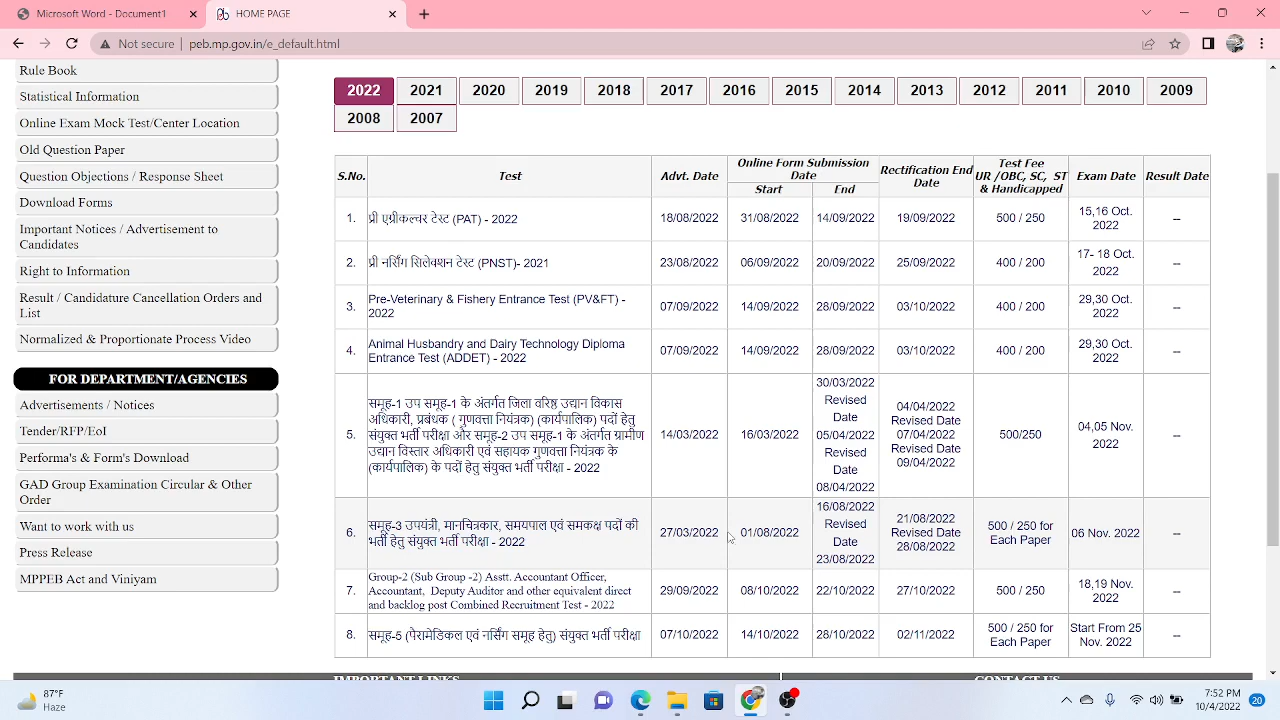 Microsoft Word - Document1
HOME PAGE
Not secure | peb.mp.gov.in/e_default.html
Rule Book
Statistical Information
Online Exam Mock Test/Center Location
Old Question Paper
Question Objections / Response Sheet
Download Forms
Important Notices / Advertisement to
Candidates
Right to Information
Result / Candidature Cancellation Orders and
List
Normalized & Proportionate Process Video
FOR DEPARTMENT/AGENCIES
Advertisements / Notices
Tender/RFP/EoI
Performa's & Form's Download
GAD Group Examination Circular & Other
Order
Want to work with us
Press Release
MPPEB Act and Viniyam
2022 2021 2020 2019 2018 2017 2016 2015 2014 2013 2012 2011 2010 2009
2008 2007
S.No. Test Advt. Date Online Form Submission Date Start End Rectification End Date Test Fee UR /OBC, SC, ST & Handicapped Exam Date Result Date
1. प्री एग्रीकल्चर टेस्ट (PAT) - 2022 18/08/2022 31/08/2022 14/09/2022 19/09/2022 500 / 250 15,16 Oct. 2022 --
2. प्री नर्सिंग सिलेक्शन टेस्ट (PNST)- 2021 23/08/2022 06/09/2022 20/09/2022 25/09/2022 400 / 200 17- 18 Oct. 2022 --
3. Pre-Veterinary & Fishery Entrance Test (PV&FT) - 2022 07/09/2022 14/09/2022 28/09/2022 03/10/2022 400 / 200 29,30 Oct. 2022 --
4. Animal Husbandry and Dairy Technology Diploma Entrance Test (ADDET) - 2022 07/09/2022 14/09/2022 28/09/2022 03/10/2022 400 / 200 29,30 Oct. 2022 --
5. समूह-1 उप समूह-1 के अंतर्गत जिला वरिष्ठ उद्यान विकास
अधिकारी, प्रबंधक ( गुणवत्ता नियंत्रक) (कार्यपालिक) पदों हेतु
संयुक्त भर्ती परीक्षा और समूह-2 उप समूह-1 के अंतर्गत ग्रामीण
उद्यान विस्तार अधिकारी एवं सहायक गुणवत्ता नियंत्रक के
(कार्यपालिक) के पदों हेतु संयुक्त भर्ती परीक्षा - 2022
14/03/2022 16/03/2022 30/03/2022 Revised Date 05/04/2022 Revised Date 08/04/2022 04/04/2022 Revised Date 07/04/2022 Revised Date 09/04/2022 500/250 04,05 Nov. 2022 --
6. समूह-3 उपयंत्री, मानचित्रकार, समयपाल एवं समकक्ष पदों की
भर्ती हेतु संयुक्त भर्ती परीक्षा - 2022
27/03/2022 01/08/2022 16/08/2022 Revised Date 23/08/2022 21/08/2022 Revised Date 28/08/2022 500 / 250 for Each Paper 06 Nov. 2022 --
7. Group-2 (Sub Group -2) Asstt. Accountant Officer,
Accountant, Deputy Auditor and other equivalent direct
and backlog post Combined Recruitment Test - 2022
29/09/2022 08/10/2022 22/10/2022 27/10/2022 500 / 250 18,19 Nov. 2022 --
8. समूह-5 (पैरामेडिकल एवं नर्सिंग समूह हेतु) संयुक्त भर्ती परीक्षा 07/10/2022 14/10/2022 28/10/2022 02/11/2022 500 / 250 for Each Paper Start From 25 Nov. 2022 --
IMPORTANT LINKS CONTACT US
87°F
Haze
7:52 PM
10/4/2022
20